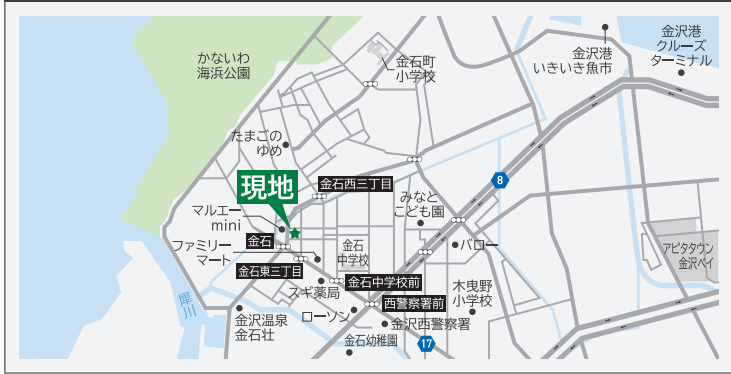 かないわ
海浜公園
金石町
小学校
金沢港
いきいき魚市
金沢港
クルーズ
ターミナル
たまごの
ゆめ
現地
金石西三丁目
8
マルエー
mini
金石
みなと
こども園
ファミリー
マート
金石
中学校
バロー
アピタタウン
金沢ベイ
金石東三丁目
スギ薬局
金石中学校前
木曳野
小学校
犀川
ローソン
西警察署前
金沢温泉
金石荘
金沢西警察署
金石幼稚園
17